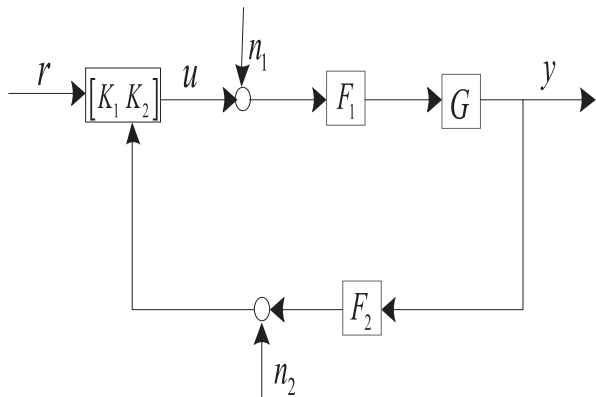 r
[K₁ K₂]
u
n₁
F₁
G
y
F₂
n₂